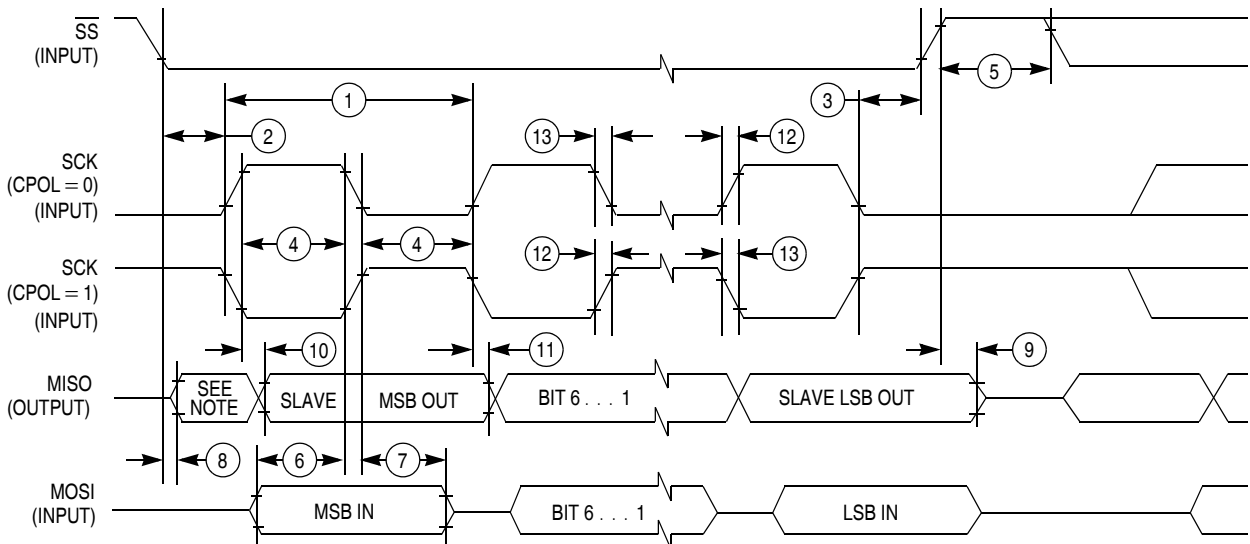 SS
(INPUT)
5
1
3
2
13
12
SCK
(CPOL = 0)
(INPUT)
4
4
12
13
SCK
(CPOL = 1)
(INPUT)
10
11
9
MISO
(OUTPUT)
SEE
NOTE
SLAVE
MSB OUT
BIT 6 . . . 1
SLAVE LSB OUT
8
6
7
MOSI
(INPUT)
MSB IN
BIT 6 . . . 1
LSB IN